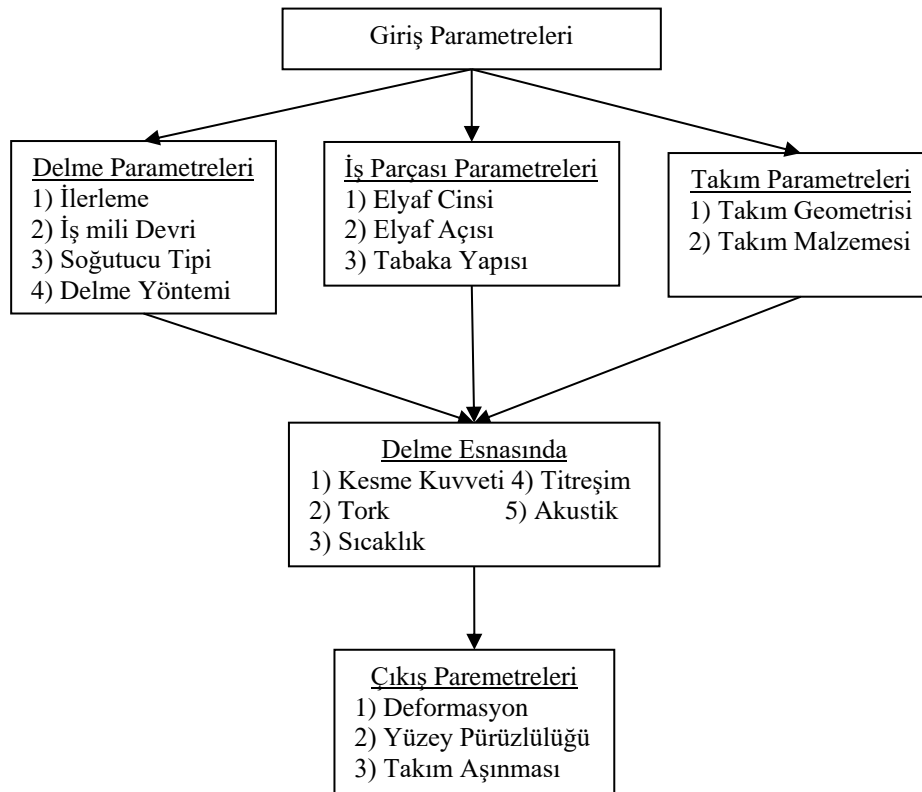 Giriş Parametreleri
Delme Parametreleri
1) İlerleme
2) İş mili Devri
3) Soğutucu Tipi
4) Delme Yöntemi
İş Parçası Parametreleri
1) Elyaf Cinsi
2) Elyaf Açısı
3) Tabaka Yapısı
Takım Parametreleri
1) Takım Geometrisi
2) Takım Malzemesi
Delme Esnasında
1) Kesme Kuvveti 4) Titreşim
2) Tork 5) Akustik
3) Sıcaklık
Çıkış Paremetreleri
1) Deformasyon
2) Yüzey Pürüzlülüğü
3) Takım Aşınması